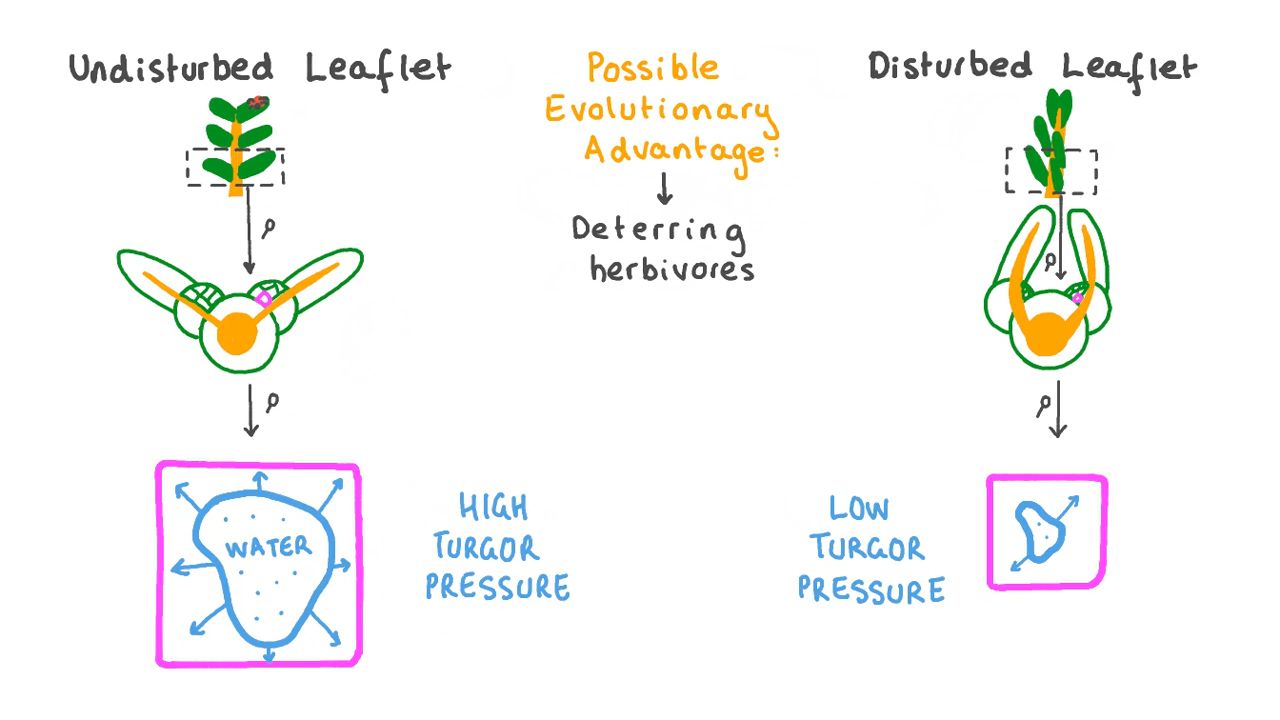 Undisturbed Leaflet
Possible
Evolutionary
Advantage:
Deterring
herbivores
Disturbed Leaflet
WATER
HIGH
TURGOR
PRESSURE
LOW
TURGOR
PRESSURE